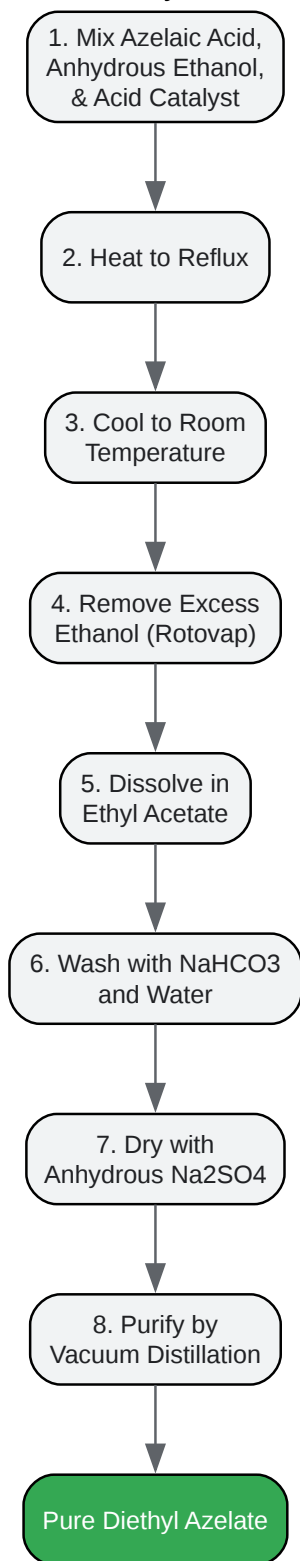 1. Mix Azelaic Acid,
Anhydrous Ethanol,
& Acid Catalyst
2. Heat to Reflux
3. Cool to Room
Temperature
4. Remove Excess
Ethanol (Rotovap)
5. Dissolve in
Ethyl Acetate
6. Wash with NaHCO3
and Water
7. Dry with
Anhydrous Na2SO4
8. Purify by
Vacuum Distillation
Pure Diethyl Azelate